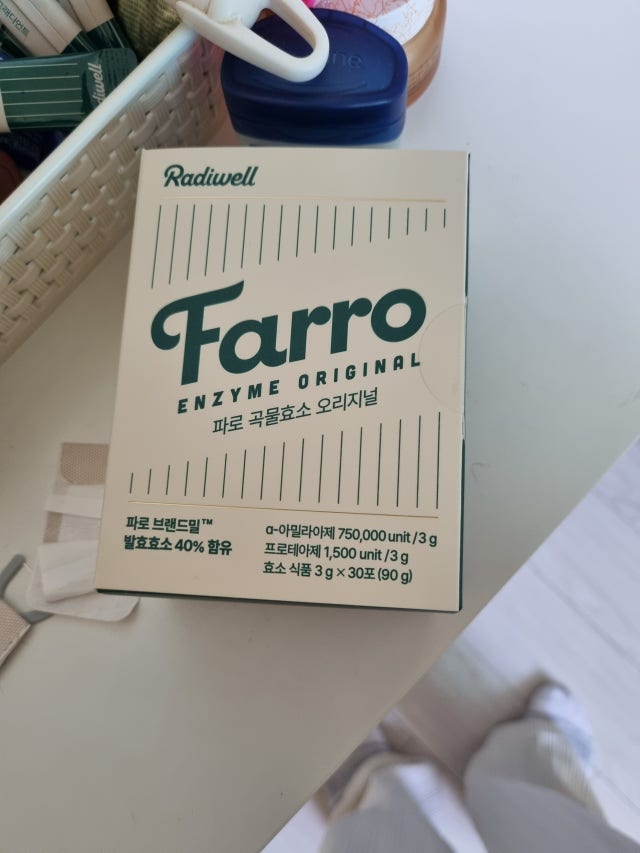 Radiwell
Farro
ENZYME ORIGINAL
파로 곡물효소 오리지널
파로 브랜드밀™
발효효소 40% 함유
α-아밀라아제 750,000 unit/3 g
프로테아제 1,500 unit/3 g
효소 식품 3 g × 30포 (90 g)